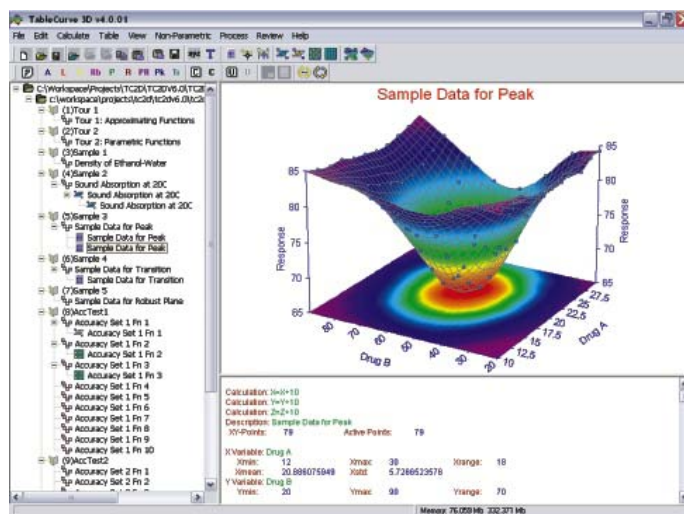 TableCurve 3D v4.0.01
File Edit Calculate Table View Non-Parametric Process Review Help
C:\Workspace\Projects\TC2D\TC2DV6.0\TC2
c:\workspace\projects\tc2d\tc2dv6.0\tc2d
(1)Tour 1
Tour 1: Approximating Functions
(2)Tour 2
Tour 2: Parametric Functions
(3)Sample 1
Density of Ethanol-Water
(4)Sample 2
Sound Absorption at 20C
Sound Absorption at 20C
Sound Absorption at 20C
(5)Sample 3
Sample Data for Peak
Sample Data for Peak
Sample Data for Peak
(6)Sample 4
Sample Data for Transition
Sample Data for Transition
(7)Sample 5
Sample Data for Robust Plane
(8)AccTest1
Accuracy Set 1 Fn 1
Accuracy Set 1 Fn 1
Accuracy Set 1 Fn 2
Accuracy Set 1 Fn 2
Accuracy Set 1 Fn 3
Accuracy Set 1 Fn 3
Accuracy Set 1 Fn 4
Accuracy Set 1 Fn 5
Accuracy Set 1 Fn 6
Accuracy Set 1 Fn 7
Accuracy Set 1 Fn 8
Accuracy Set 1 Fn 9
Accuracy Set 1 Fn 10
(9)AccTest2
Accuracy Set 2 Fn 1
Accuracy Set 2 Fn 2
Sample Data for Peak
85
80
75
70
65
Response
85
80
75
70
65
Response
80
70
60
50
40
30
20
Drug B
10
12.5
15
17.5
20
22.5
25
27.5
Drug A
Calculation: X=X+10
Calculation: Y=Y+10
Calculation: Z=Z+10
Description: Sample Data for Peak
XY-Points: 79 Active Points: 79
X Variable: Drug A
Xmin: 12 Xmax: 30 Xrange: 18
Xmean: 20.886075949 Xstd: 5.7266523578
Y Variable: Drug B
Ymin: 20 Ymax: 90 Yrange: 70
Memory: 76.059 Mb 332.371 Mb